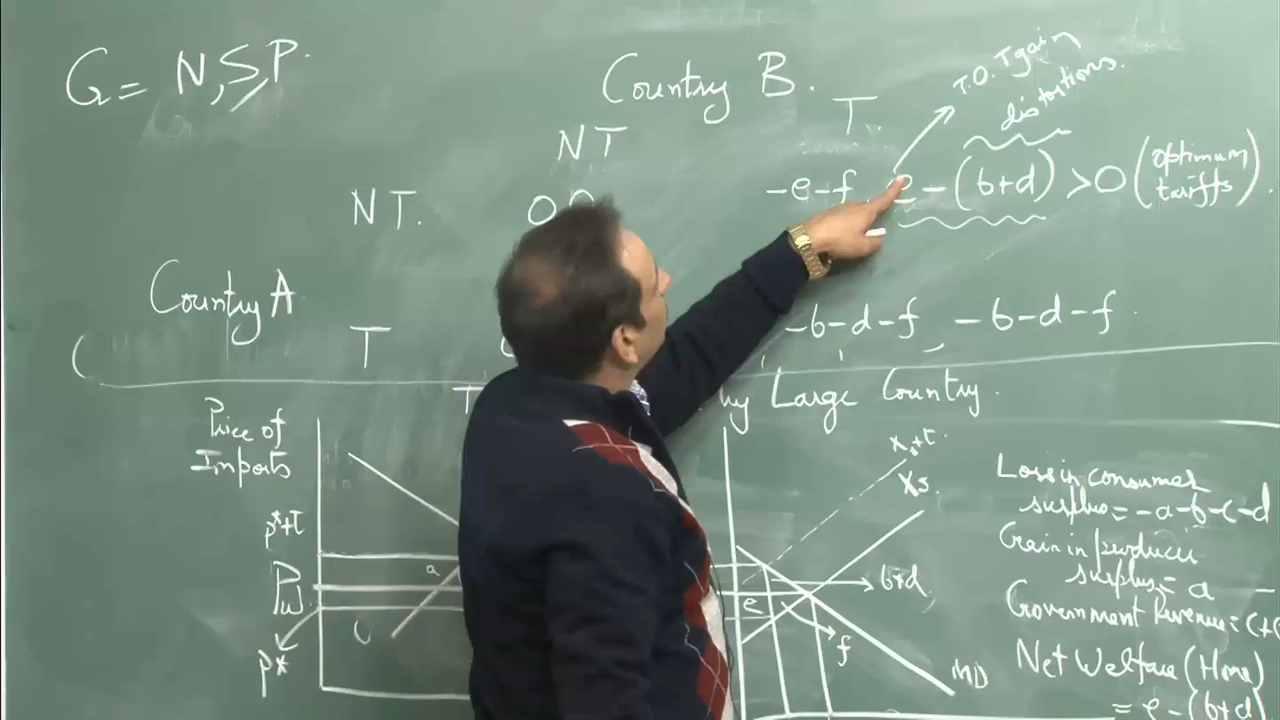 G = N, S, P.
Country B.
T.O.T gain
distortions.
NT
T.
NT.
0 0
-e-f, e-(b+d) > 0 (optimum tariffs).
Country A
T
-b-d-f, -b-d-f.
by Large Country.
Price of
Imports
P*+t
Pw
P*
a
Xs+t
Xs
b+d
e
f
MD
Loss in consumer
surplus = -a-b-c-d
Gain in producer
surplus = a
Government Revenue = c+
Net Welfare (Home)
= e - (b+d)